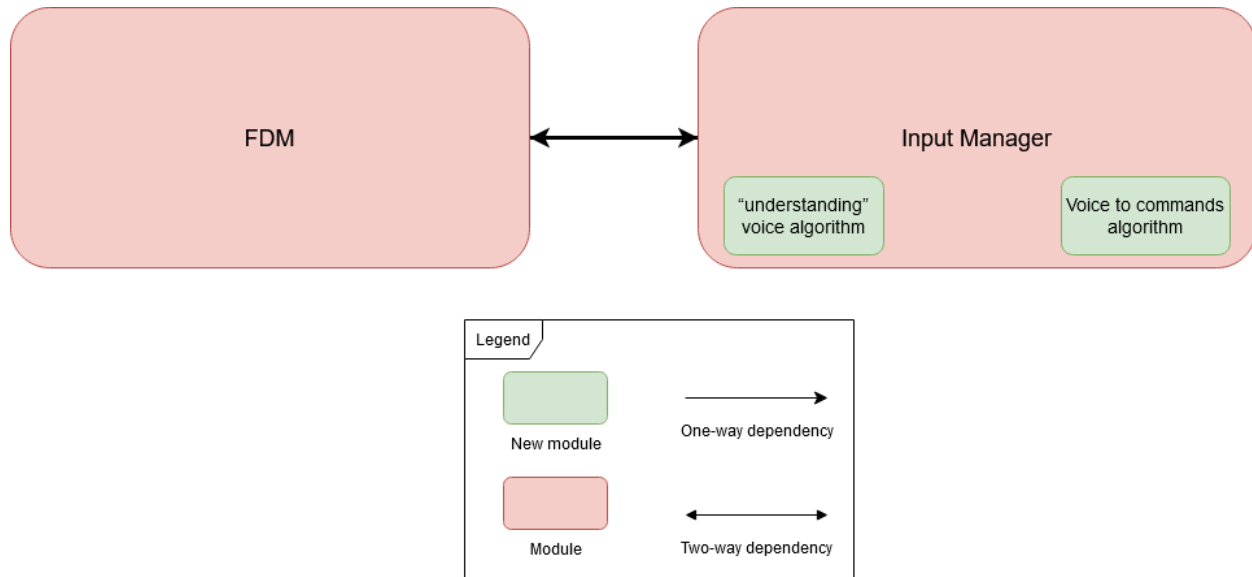 FDM
Input Manager
“understanding”
voice algorithm
Voice to commands
algorithm
Legend
New module
One-way dependency
Module
Two-way dependency